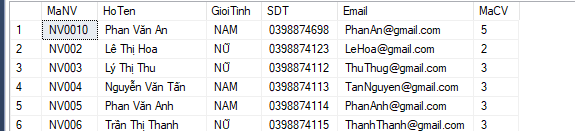 MaNV HoTen GioiTinh SDT Email MaCV
1 NV0010 Phan Văn An NAM 0398874698 PhanAn@gmail.com 5
2 NV002 Lê Thị Hoa NỮ 0398874123 LeHoa@gmail.com 2
3 NV003 Lý Thị Thu NỮ 0398874112 ThuThug@gmail.com 3
4 NV004 Nguyễn Văn Tấn NAM 0398874113 TanNguyen@gmail.com 3
5 NV005 Phan Văn Anh NAM 0398874114 PhanAnh@gmail.com 3
6 NV006 Trần Thị Thanh NỮ 0398874115 ThanhThanh@gmail.com 3